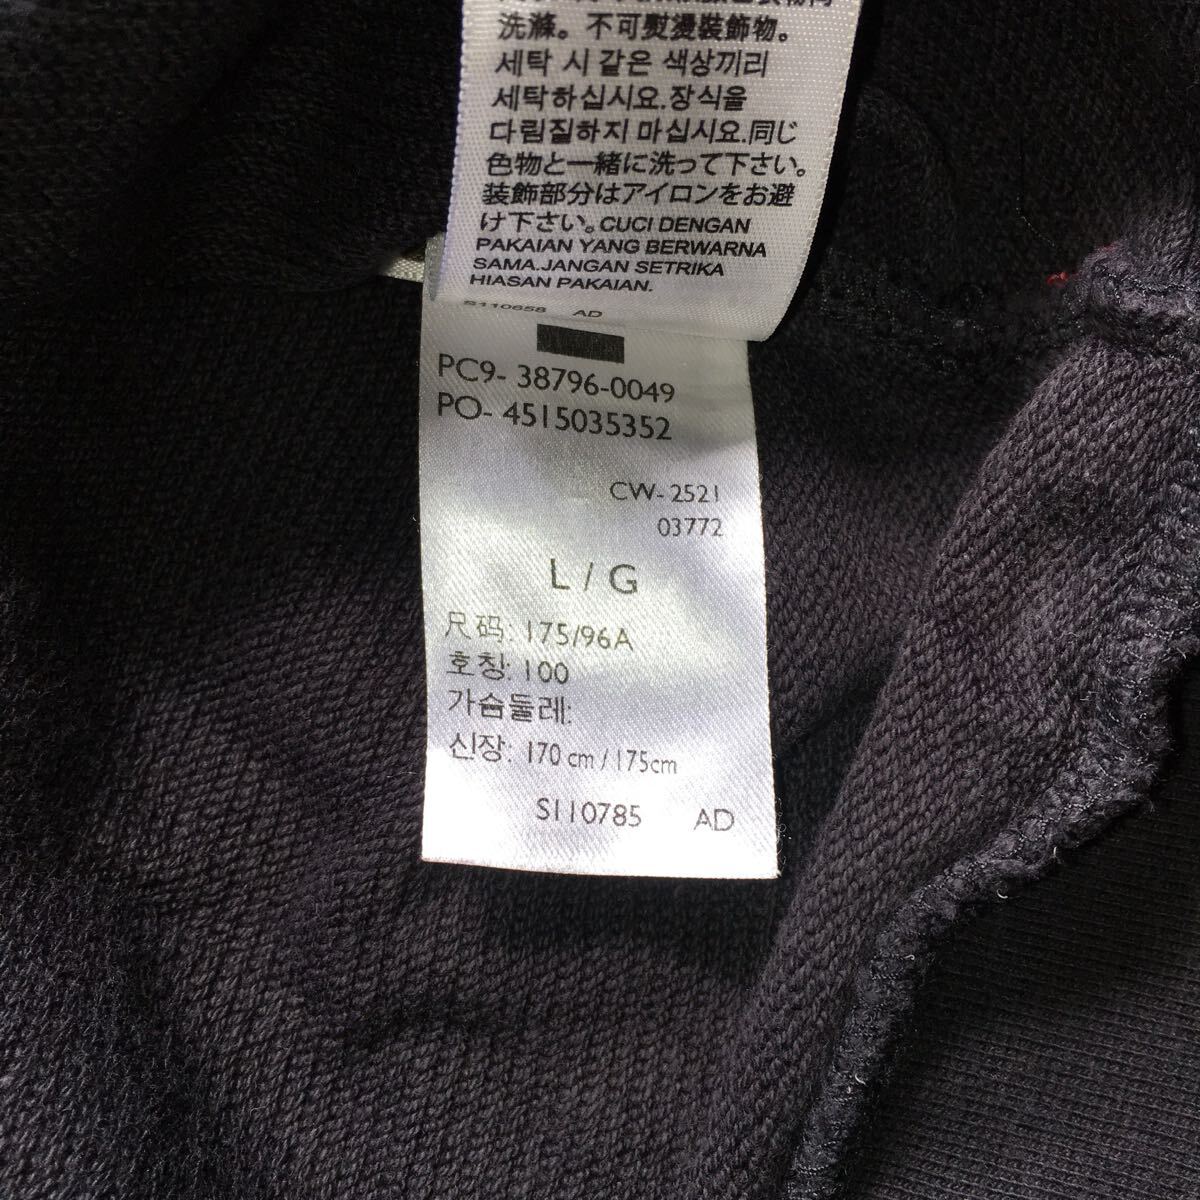 洗滌。不可熨燙裝飾物。
세탁 시 같은 색상끼리
세탁하십시요.장식을
다림질하지 마십시요.同じ
色物と一緒に洗って下さい。
装飾部分はアイロンをお避
け下さい。CUCI DENGAN
PAKAIAN YANG BERWARNA
SAMA.JANGAN SETRIKA
HIASAN PAKAIAN.
S110658 AD
PC9- 38796-0049
PO- 4515035352
CW- 2521
03772
L / G
尺码: 175/96A
호칭: 100
가슴둘레:
신장: 170 cm / 175cm
S110785 AD